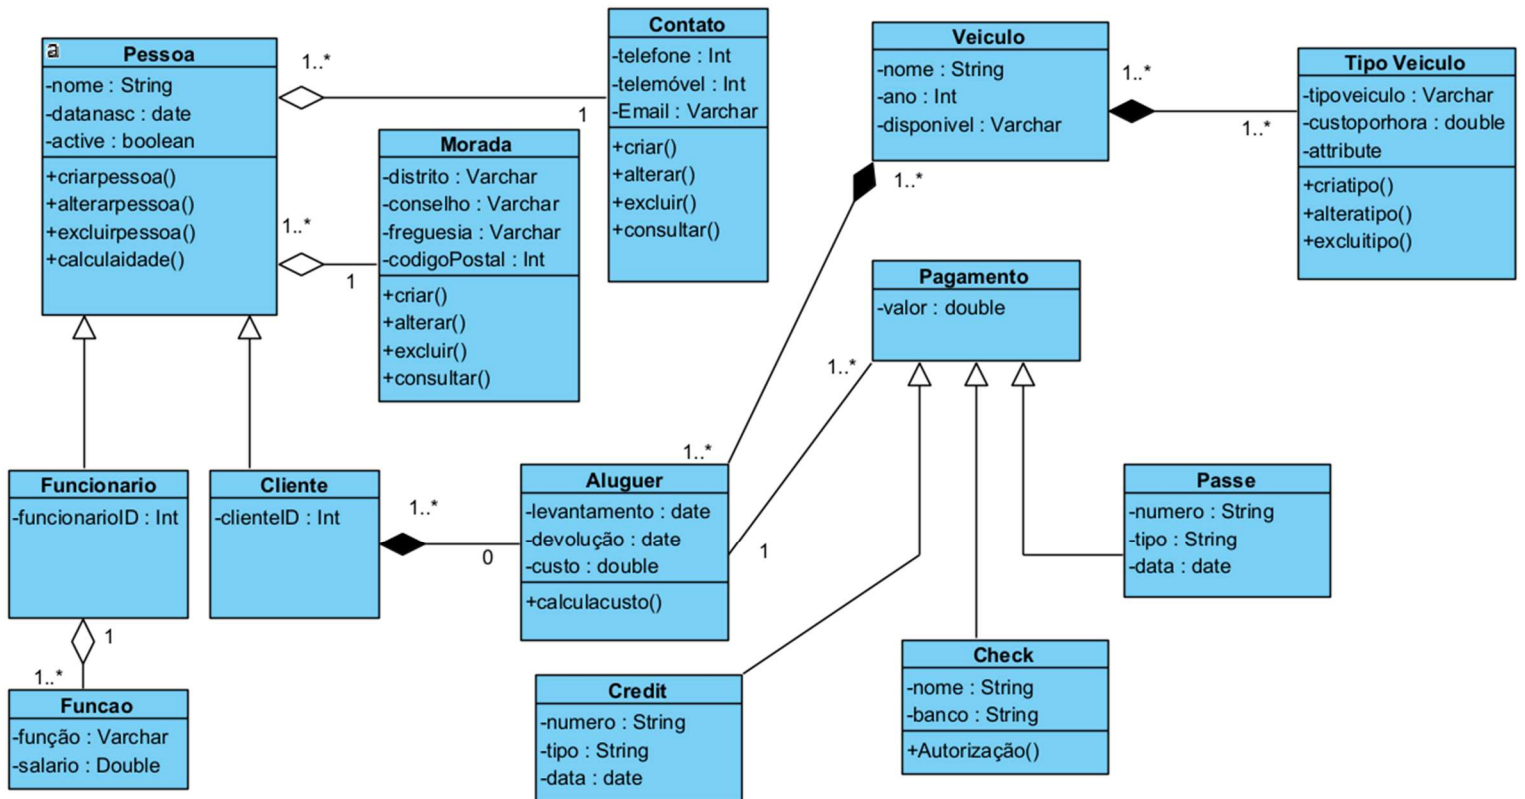 a
Pessoa
-nome : String
-datanasc : date
-active : boolean
+criarpessoa()
+alterarpessoa()
+excluirpessoa()
+calculaidade()
1..*
1
Contato
-telefone : Int
-telemóvel : Int
-Email : Varchar
+criar()
+alterar()
+excluir()
+consultar()
1..*
1
Morada
-distrito : Varchar
-conselho : Varchar
-freguesia : Varchar
-codigoPostal : Int
+criar()
+alterar()
+excluir()
+consultar()
Veiculo
-nome : String
-ano : Int
-disponivel : Varchar
1..*
1..*
Tipo Veiculo
-tipoveiculo : Varchar
-custoporhora : double
-attribute
+criatipo()
+alteratipo()
+excluitipo()
1..*
1..*
Pagamento
-valor : double
1..*
1
Funcionario
-funcionarioID : Int
1
1..*
Funcao
-função : Varchar
-salario : Double
Cliente
-clienteID : Int
1..*
0
Aluguer
-levantamento : date
-devolução : date
-custo : double
+calculacusto()
Credit
-numero : String
-tipo : String
-data : date
Check
-nome : String
-banco : String
+Autorização()
Passe
-numero : String
-tipo : String
-data : date